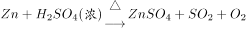 Zn + H2SO4(浓) △⟶ ZnSO4 + SO2 + O2